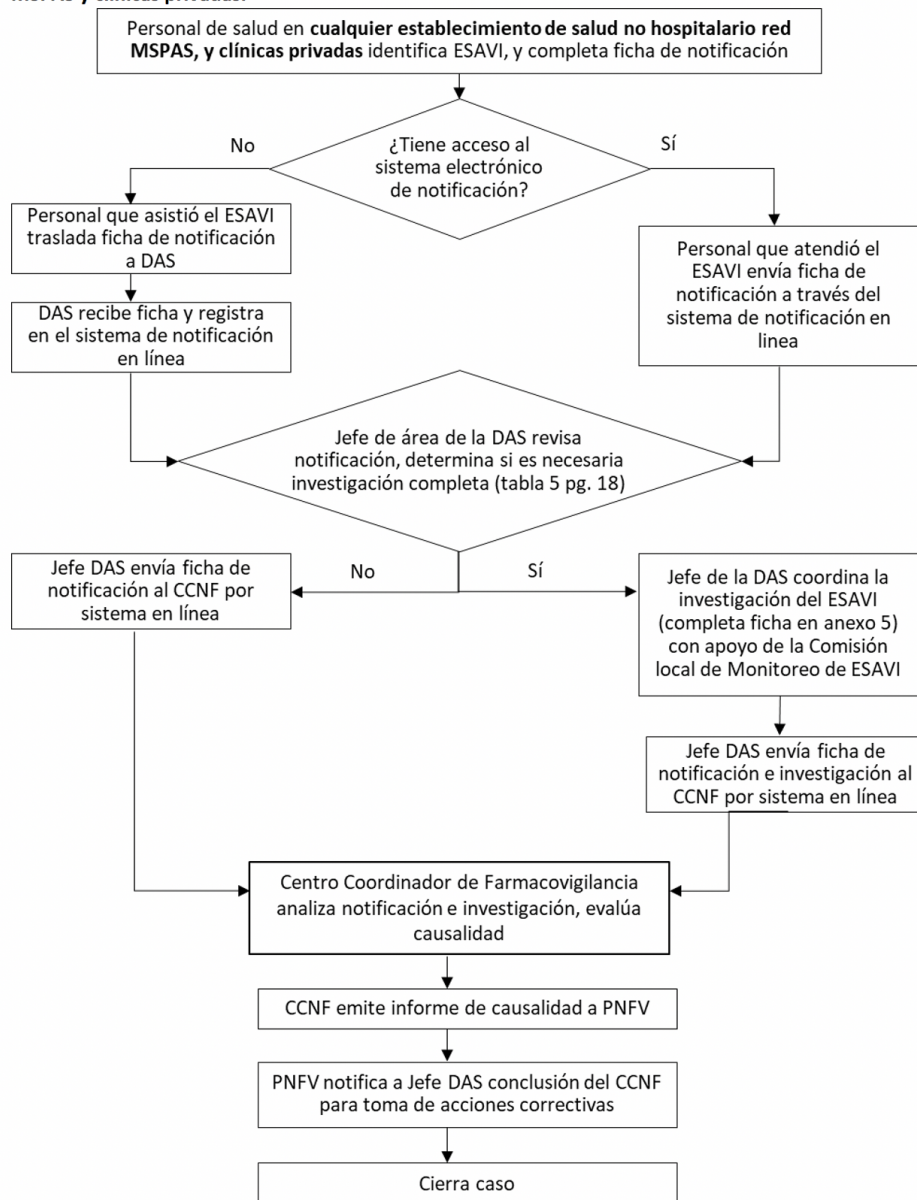 Personal de salud en cualquier establecimiento de salud no hospitalario red
MSPAS, y clínicas privadas identifica ESAVI, y completa ficha de notificación
No
¿Tiene acceso al
sistema electrónico
de notificación?
Sí
Personal que asistió el ESAVI
traslada ficha de notificación
a DAS
Personal que atendió el
ESAVI envía ficha de
notificación a través del
sistema de notificación en
linea
DAS recibe ficha y registra
en el sistema de notificación
en línea
Jefe de área de la DAS revisa
notificación, determina si es necesaria
investigación completa (tabla 5 pg. 18)
No
Sí
Jefe DAS envía ficha de
notificación al CCNF por
sistema en línea
Jefe de la DAS coordina la
investigación del ESAVI
(completa ficha en anexo 5)
con apoyo de la Comisión
local de Monitoreo de ESAVI
Jefe DAS envía ficha de
notificación e investigación al
CCNF por sistema en línea
Centro Coordinador de Farmacovigilancia
analiza notificación e investigación, evalúa
causalidad
CCNF emite informe de causalidad a PNFV
PNFV notifica a Jefe DAS conclusión del CCNF
para toma de acciones correctivas
Cierra caso